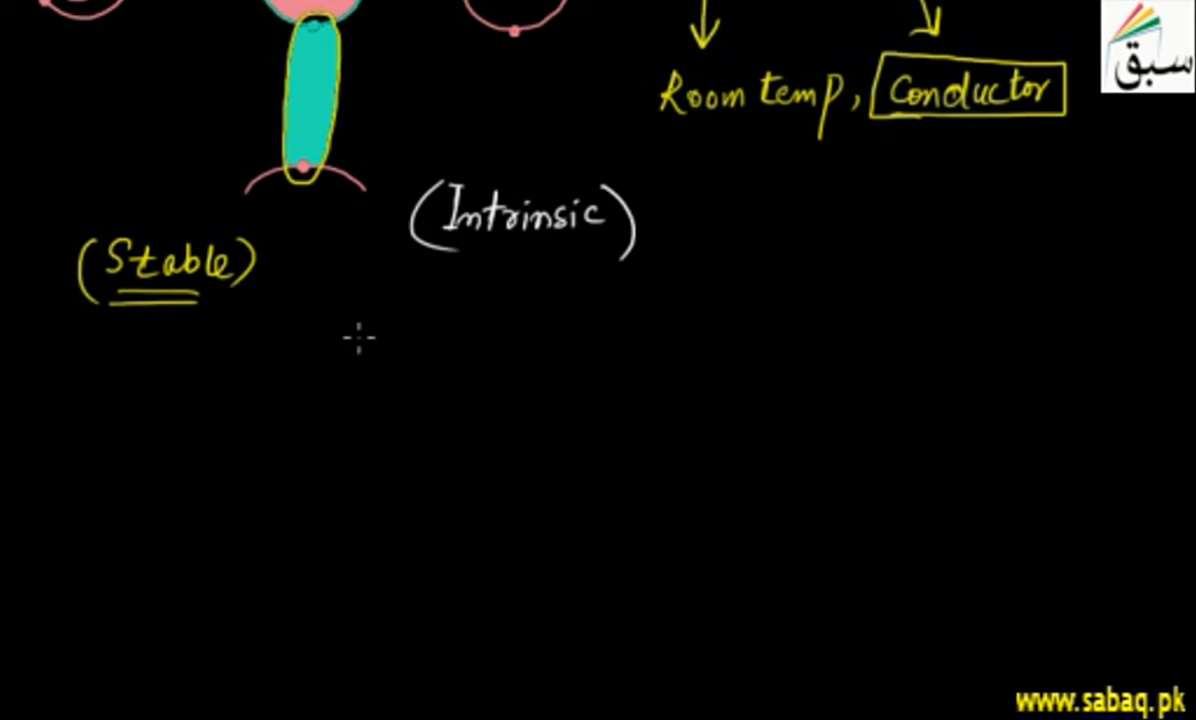 سبق
Room temp, Conductor
(Intrinsic)
(Stable)
www.sabaq.pk